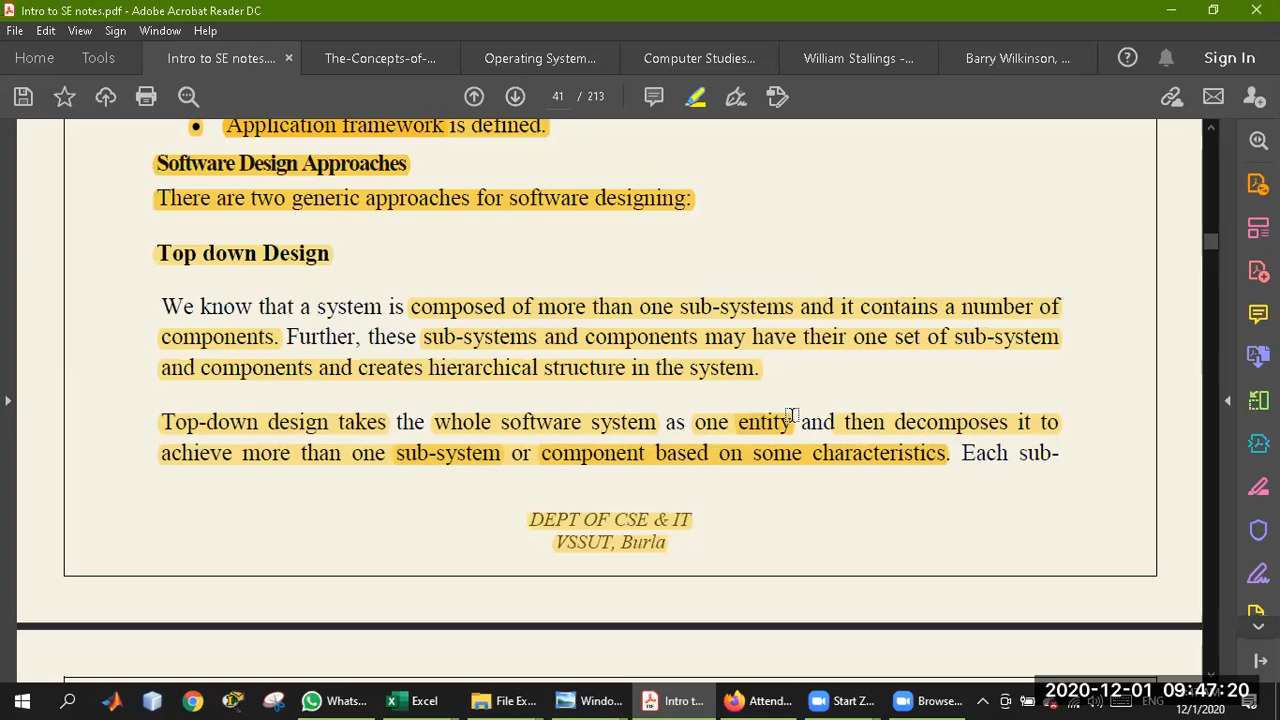 Intro to SE notes.pdf - Adobe Acrobat Reader DC
File Edit View Sign Window Help
Home Tools Intro to SE notes.... × The-Concepts-of-... Operating System... Computer Studies... William Stallings -... Barry Wilkinson, ... Sign In
41 / 213
• Application framework is defined.
Software Design Approaches
There are two generic approaches for software designing:
Top down Design
We know that a system is composed of more than one sub-systems and it contains a number of
components. Further, these sub-systems and components may have their one set of sub-system
and components and creates hierarchical structure in the system.
Top-down design takes the whole software system as one entity and then decomposes it to
achieve more than one sub-system or component based on some characteristics. Each sub-
DEPT OF CSE & IT
VSSUT, Burla
Whats... Excel File Ex... Windo... Intro t... Attend... Start Z... Browe...
2020-12-01 09:47:20
12/1/2020